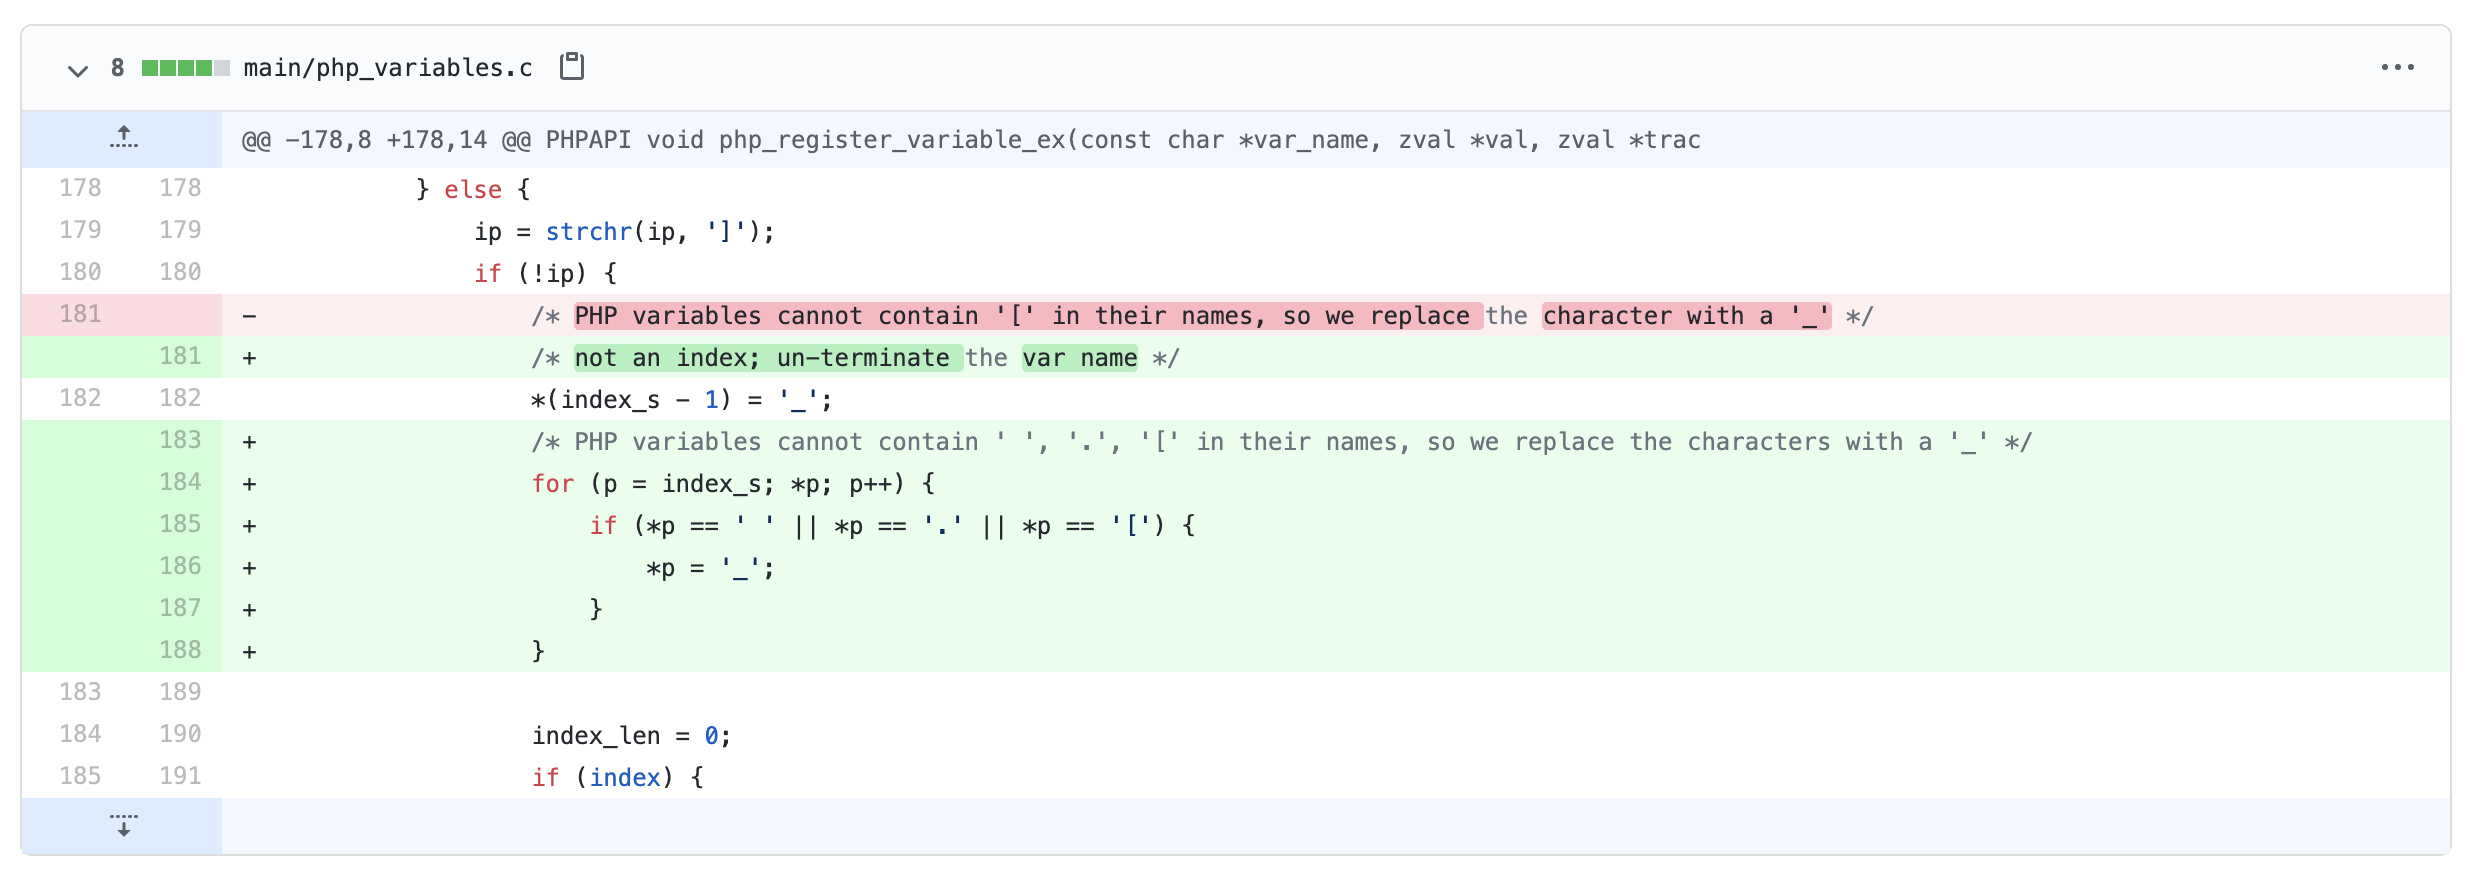 8 main/php_variables.c
@@ -178,8 +178,14 @@ PHPAPI void php_register_variable_ex(const char *var_name, zval *val, zval *trac
178 178 } else {
179 179 ip = strchr(ip, ']');
180 180 if (!ip) {
181 - /* PHP variables cannot contain '[' in their names, so we replace the character with a '_' */
181 + /* not an index; un-terminate the var name */
182 182 *(index_s - 1) = '_';
183 + /* PHP variables cannot contain ' ', '.', '[' in their names, so we replace the characters with a '_' */
184 + for (p = index_s; *p; p++) {
185 + if (*p == ' ' || *p == '.' || *p == '[') {
186 + *p = '_';
187 + }
188 + }
183 189
184 190 index_len = 0;
185 191 if (index) {